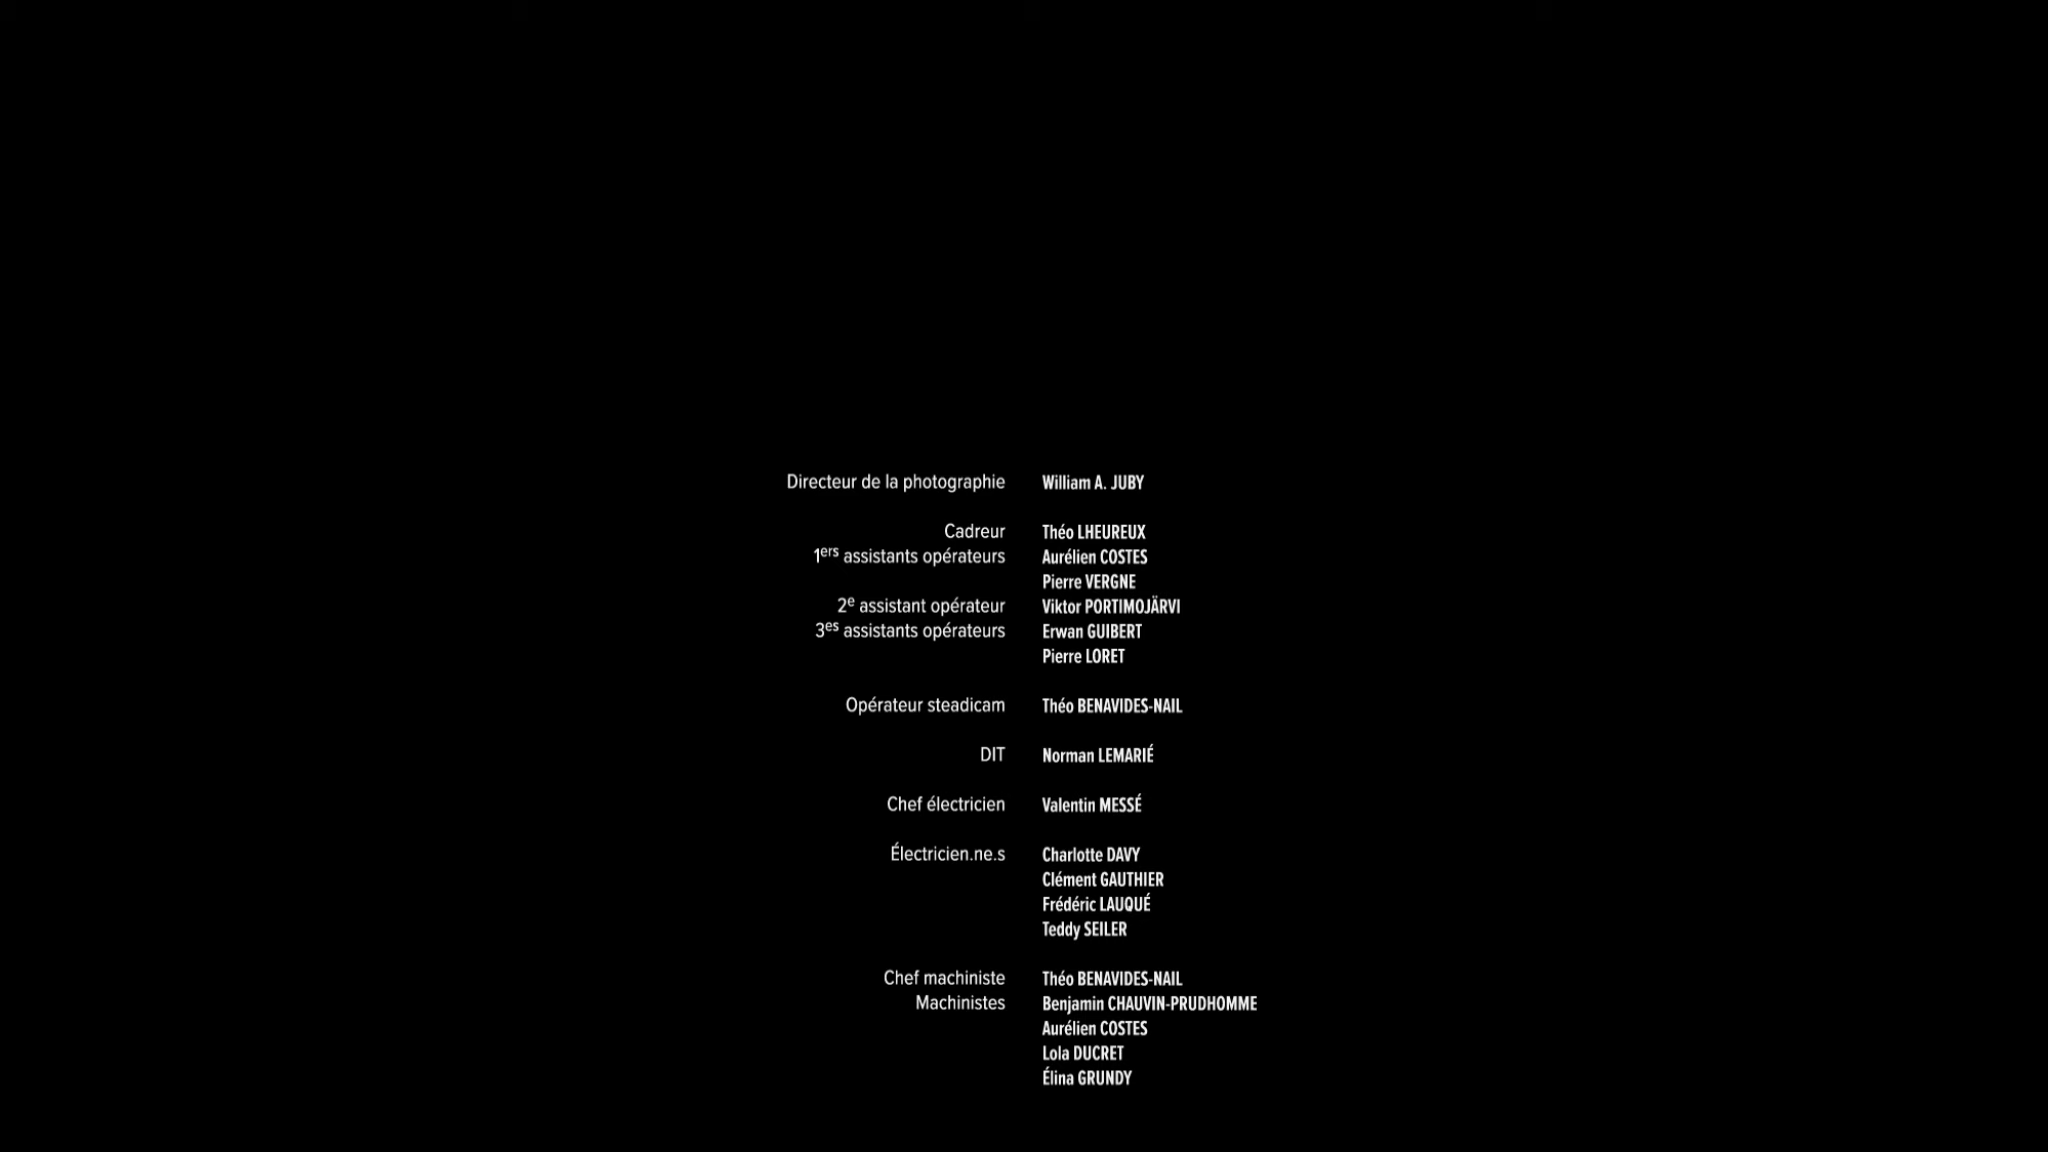 Directeur de la photographie William A. JUBY
Cadreur Théo LHEUREUX
1ers assistants opérateurs Aurélien COSTES
Pierre VERGNE
2e assistant opérateur Viktor PORTIMOJÄRVI
3es assistants opérateurs Erwan GUIBERT
Pierre LORET
Opérateur steadicam Théo BENAVIDES-NAIL
DIT Norman LEMARIÉ
Chef électricien Valentin MESSÉ
Électricien.ne.s Charlotte DAVY
Clément GAUTHIER
Frédéric LAUQUÉ
Teddy SEILER
Chef machiniste Théo BENAVIDES-NAIL
Machinistes Benjamin CHAUVIN-PRUDHOMME
Aurélien COSTES
Lola DUCRET
Élina GRUNDY